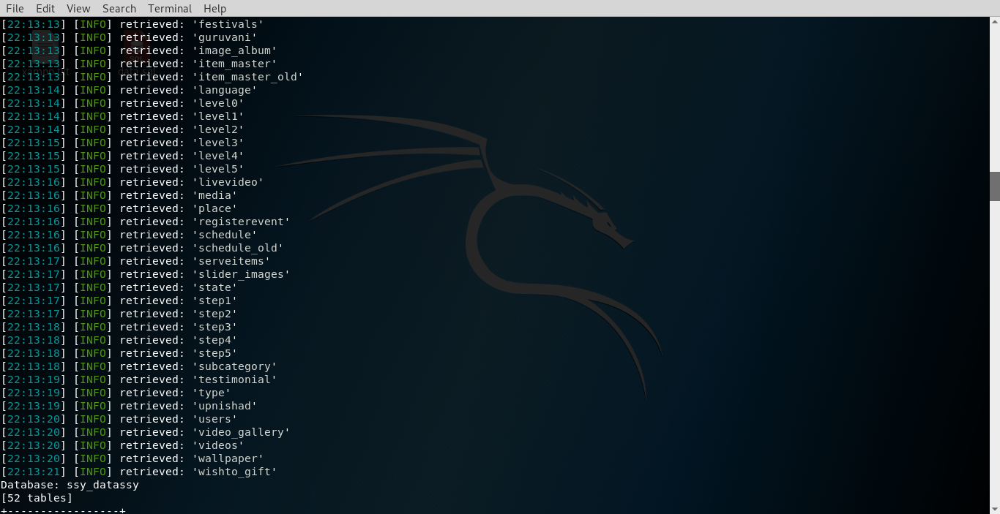 File Edit View Search Terminal Help
[22:13:13] [INFO] retrieved: 'festivals'
[22:13:13] [INFO] retrieved: 'guruvani'
[22:13:13] [INFO] retrieved: 'image_album'
[22:13:13] [INFO] retrieved: 'item_master'
[22:13:13] [INFO] retrieved: 'item_master_old'
[22:13:14] [INFO] retrieved: 'language'
[22:13:14] [INFO] retrieved: 'level0'
[22:13:14] [INFO] retrieved: 'level1'
[22:13:14] [INFO] retrieved: 'level2'
[22:13:15] [INFO] retrieved: 'level3'
[22:13:15] [INFO] retrieved: 'level4'
[22:13:15] [INFO] retrieved: 'level5'
[22:13:16] [INFO] retrieved: 'livevideo'
[22:13:16] [INFO] retrieved: 'media'
[22:13:16] [INFO] retrieved: 'place'
[22:13:16] [INFO] retrieved: 'registerevent'
[22:13:16] [INFO] retrieved: 'schedule'
[22:13:16] [INFO] retrieved: 'schedule_old'
[22:13:17] [INFO] retrieved: 'serveitems'
[22:13:17] [INFO] retrieved: 'slider_images'
[22:13:17] [INFO] retrieved: 'state'
[22:13:17] [INFO] retrieved: 'step1'
[22:13:17] [INFO] retrieved: 'step2'
[22:13:18] [INFO] retrieved: 'step3'
[22:13:18] [INFO] retrieved: 'step4'
[22:13:18] [INFO] retrieved: 'step5'
[22:13:18] [INFO] retrieved: 'subcategory'
[22:13:19] [INFO] retrieved: 'testimonial'
[22:13:19] [INFO] retrieved: 'type'
[22:13:19] [INFO] retrieved: 'upnishad'
[22:13:20] [INFO] retrieved: 'users'
[22:13:20] [INFO] retrieved: 'video_gallery'
[22:13:20] [INFO] retrieved: 'videos'
[22:13:20] [INFO] retrieved: 'wallpaper'
[22:13:21] [INFO] retrieved: 'wishto_gift'
Database: ssy_datassy
[52 tables]
+-----------------+